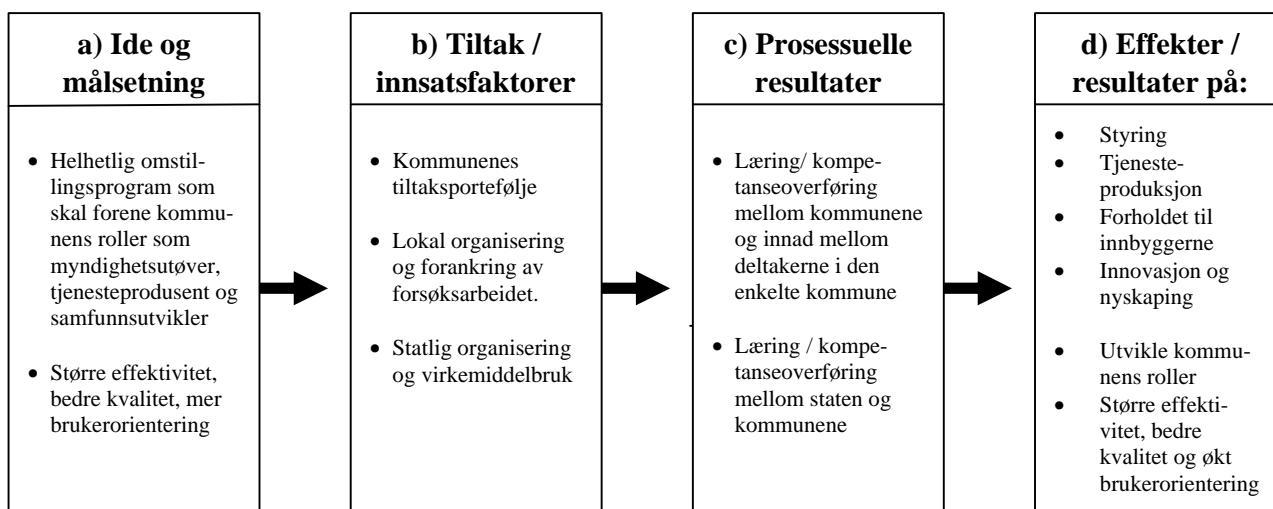 a) Ide og
målsetning
• Helhetlig omstil-
lingsprogram som
skal forene kommu-
nens roller som
myndighetsutøver,
tjenesteprodusent og
samfunnsutvikler
• Større effektivitet,
bedre kvalitet, mer
brukerorientering
b) Tiltak /
innsatsfaktorer
• Kommunenes
tiltaksportefølje
• Lokal organisering
og forankring av
forsøksarbeidet.
• Statlig organisering
og virkemiddelbruk
c) Prosessuelle
resultater
• Læring/ kompe-
tanseoverføring
mellom kommunene
og innad mellom
deltakerne i den
enkelte kommune
• Læring / kompe-
tanseoverføring
mellom staten og
kommunene
d) Effekter /
resultater på:
• Styring
• Tjeneste-
produksjon
• Forholdet til
innbyggerne
• Innovasjon og
nyskaping
• Utvikle kommu-
nens roller
• Større effekti-
vitet, bedre
kvalitet og økt
brukerorientering